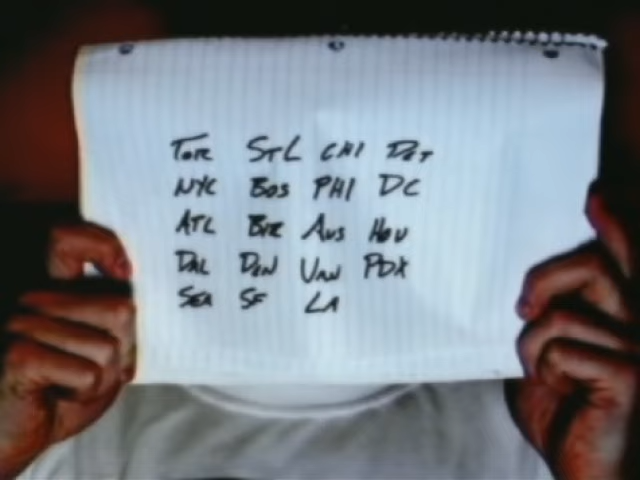 TOR STL CHI DET
NYC BOS PHI DC
ATL BIR AUS HOU
DAL DEN VAN PDX
SEA SF LA